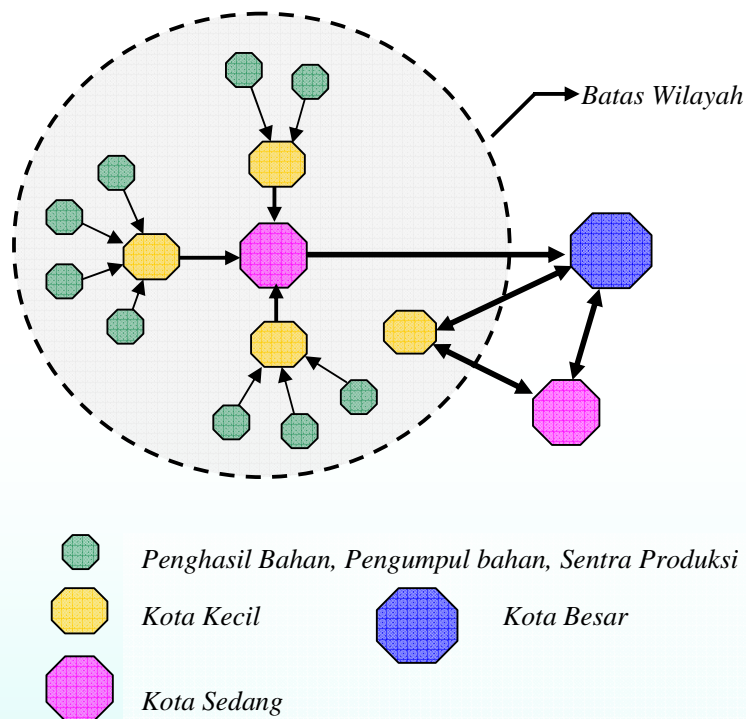 Batas Wilayah
Penghasil Bahan, Pengumpul bahan, Sentra Produksi
Kota Kecil
Kota Besar
Kota Sedang